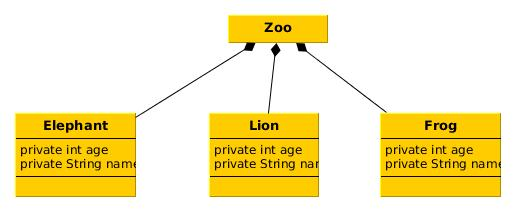 Zoo
Elephant
private int age
private String name
Lion
private int age
private String nar
Frog
private int age
private String name